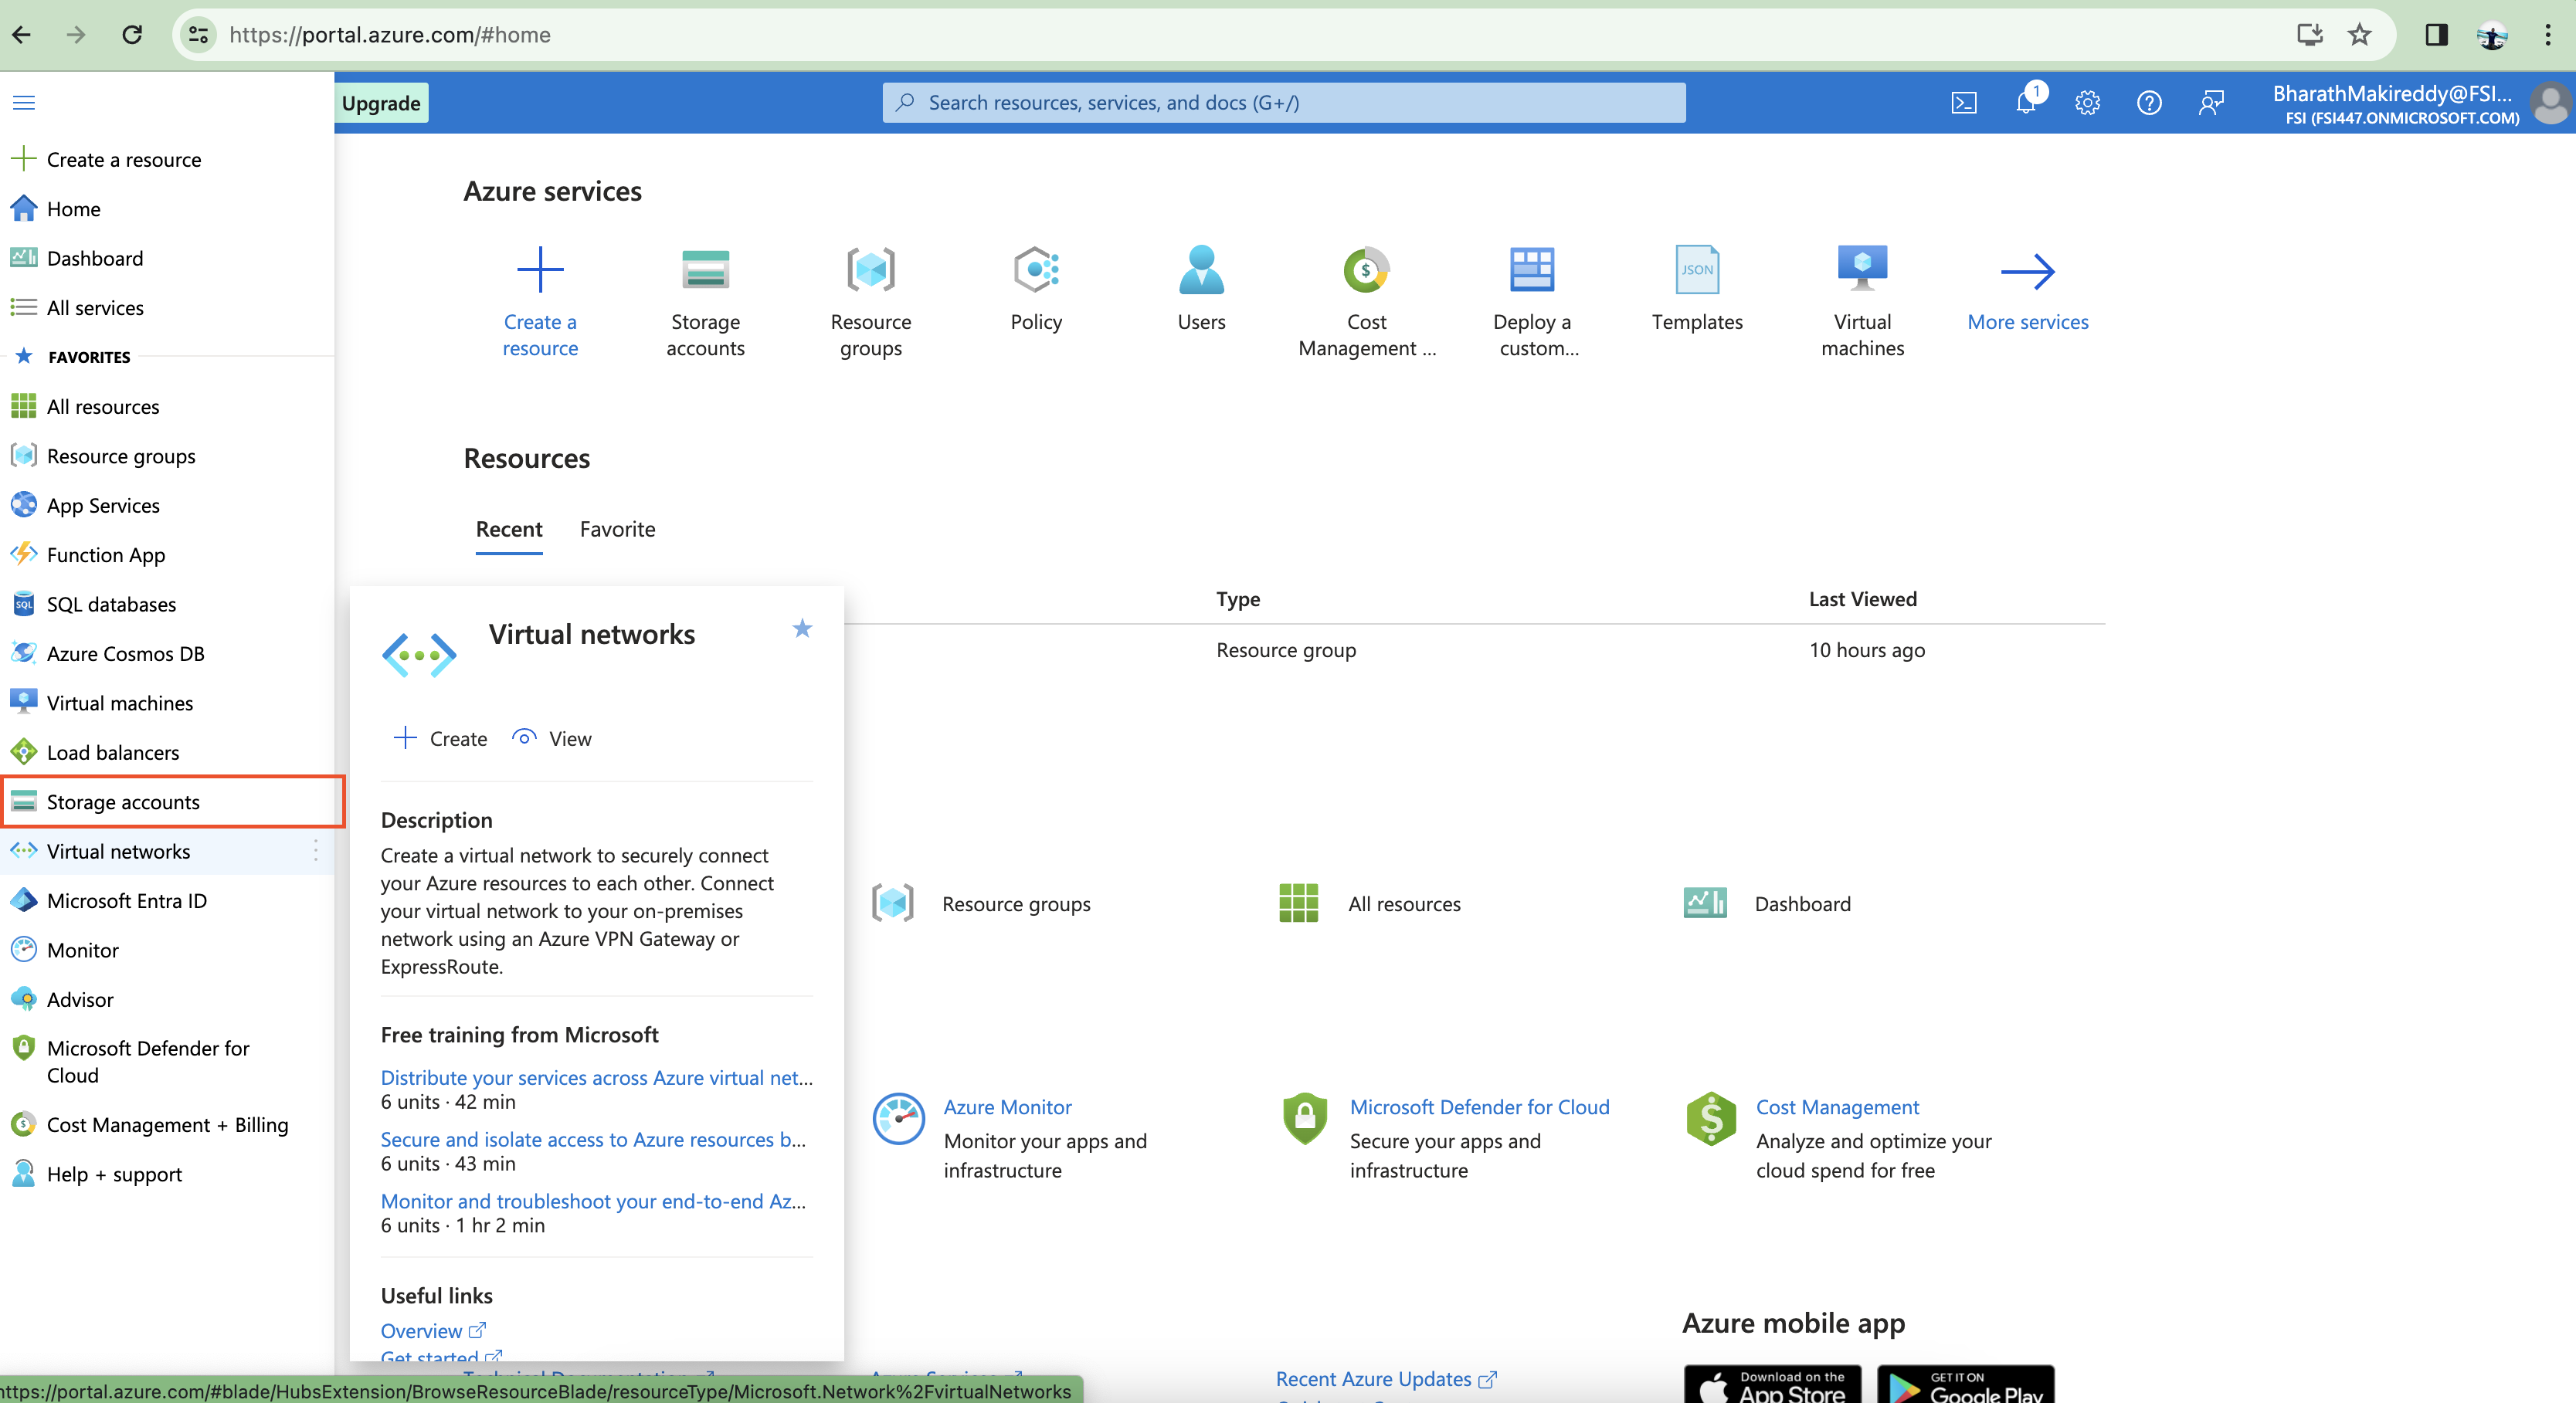 https://portal.azure.com/#home
Upgrade
Search resources, services, and docs (G+/)
1
BharathMakireddy@FSI...
FSI (FSI447.ONMICROSOFT.COM)
Create a resource
Home
Dashboard
All services
FAVORITES
All resources
Resource groups
App Services
Function App
SQL
SQL databases
Azure Cosmos DB
Virtual machines
Load balancers
Storage accounts
Virtual networks
Microsoft Entra ID
Monitor
Advisor
Microsoft Defender for
Cloud
Cost Management + Billing
Help + support
Azure services
Create a
resource
Storage
accounts
Resource
groups
Policy
Users
Cost
Management ...
Deploy a
custom...
JSON
Templates
Virtual
machines
More services
Resources
Recent
Favorite
Type
Last Viewed
Resource group
10 hours ago
Virtual networks
Create
View
Description
Create a virtual network to securely connect
your Azure resources to each other. Connect
your virtual network to your on-premises
network using an Azure VPN Gateway or
ExpressRoute.
Free training from Microsoft
Distribute your services across Azure virtual net...
6 units · 42 min
Secure and isolate access to Azure resources b...
6 units · 43 min
Monitor and troubleshoot your end-to-end Az...
6 units · 1 hr 2 min
Useful links
Overview
Get started
Resource groups
All resources
Dashboard
Azure Monitor
Monitor your apps and
infrastructure
Microsoft Defender for Cloud
Secure your apps and
infrastructure
Cost Management
Analyze and optimize your
cloud spend for free
Azure mobile app
Technical Documentation
Azure Services
Recent Azure Updates
Download on the
App Store
GET IT ON
Google Play
https://portal.azure.com/#blade/HubsExtension/BrowseResourceBlade/resourceType/Microsoft.Network%2FvirtualNetworks